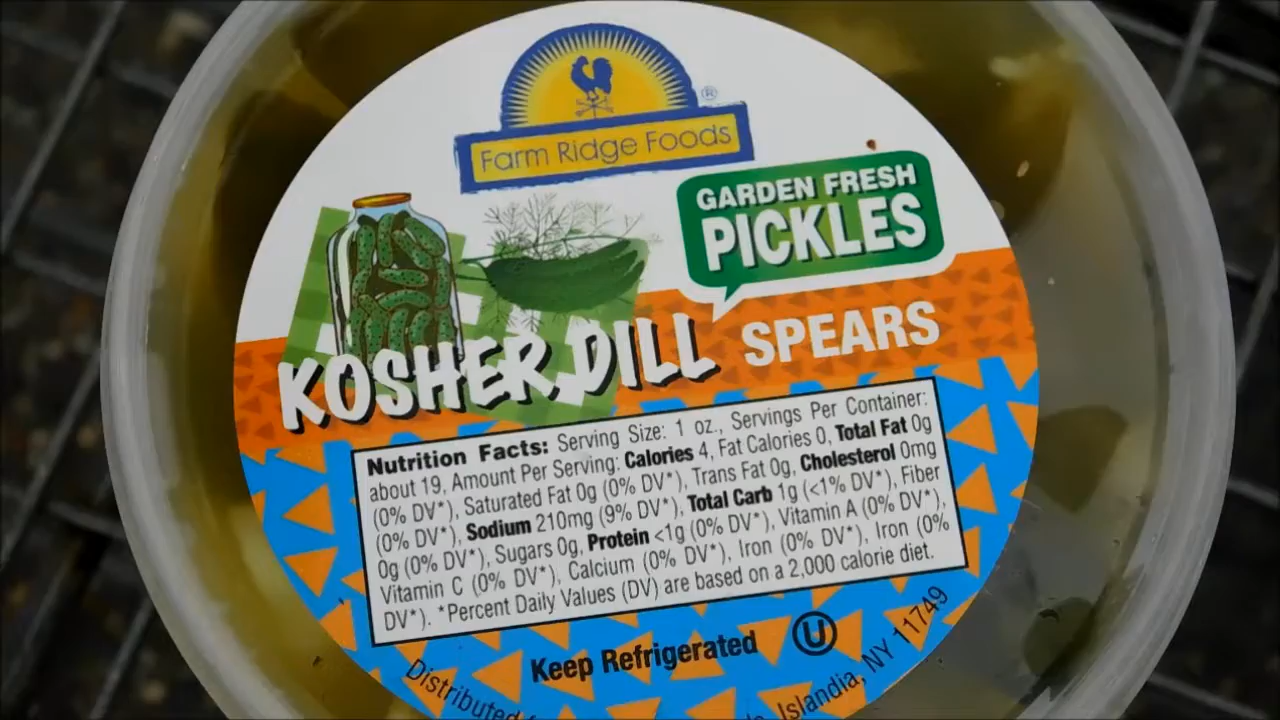 Farm Ridge Foods
®
GARDEN FRESH
PICKLES
KOSHER DILL SPEARS
Nutrition Facts: Serving Size: 1 oz., Servings Per Container:
about 19, Amount Per Serving: Calories 4, Fat Calories 0, Total Fat 0g
(0% DV*), Saturated Fat 0g (0% DV*), Trans Fat 0g, Cholesterol 0mg
(0% DV*), Sodium 210mg (9% DV*), Total Carb 1g (<1% DV*), Fiber
0g (0% DV*), Sugars 0g, Protein <1g (0% DV*), Vitamin A (0% DV*),
Vitamin C (0% DV*), Calcium (0% DV*), Iron (0% DV*), Iron (0%
DV*). *Percent Daily Values (DV) are based on a 2,000 calorie diet.
Keep Refrigerated
U
Distributed Islandia, NY 11749